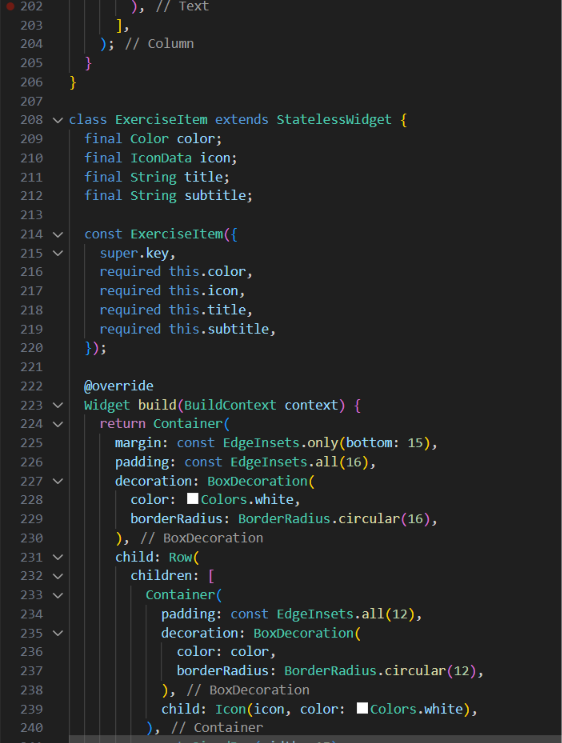 202 ), // Text
203 ],
204 ); // Column
205 }
206 }
207
208 class ExerciseItem extends StatelessWidget {
209 final Color color;
210 final IconData icon;
211 final String title;
212 final String subtitle;
213
214 const ExerciseItem({
215 super.key,
216 required this.color,
217 required this.icon,
218 required this.title,
219 required this.subtitle,
220 });
221
222 @override
223 Widget build(BuildContext context) {
224 return Container(
225 margin: const EdgeInsets.only(bottom: 15),
226 padding: const EdgeInsets.all(16),
227 decoration: BoxDecoration(
228 color: Colors.white,
229 borderRadius: BorderRadius.circular(16),
230 ), // BoxDecoration
231 child: Row(
232 children: [
233 Container(
234 padding: const EdgeInsets.all(12),
235 decoration: BoxDecoration(
236 color: color,
237 borderRadius: BorderRadius.circular(12),
238 ), // BoxDecoration
239 child: Icon(icon, color: Colors.white),
240 ), // Container